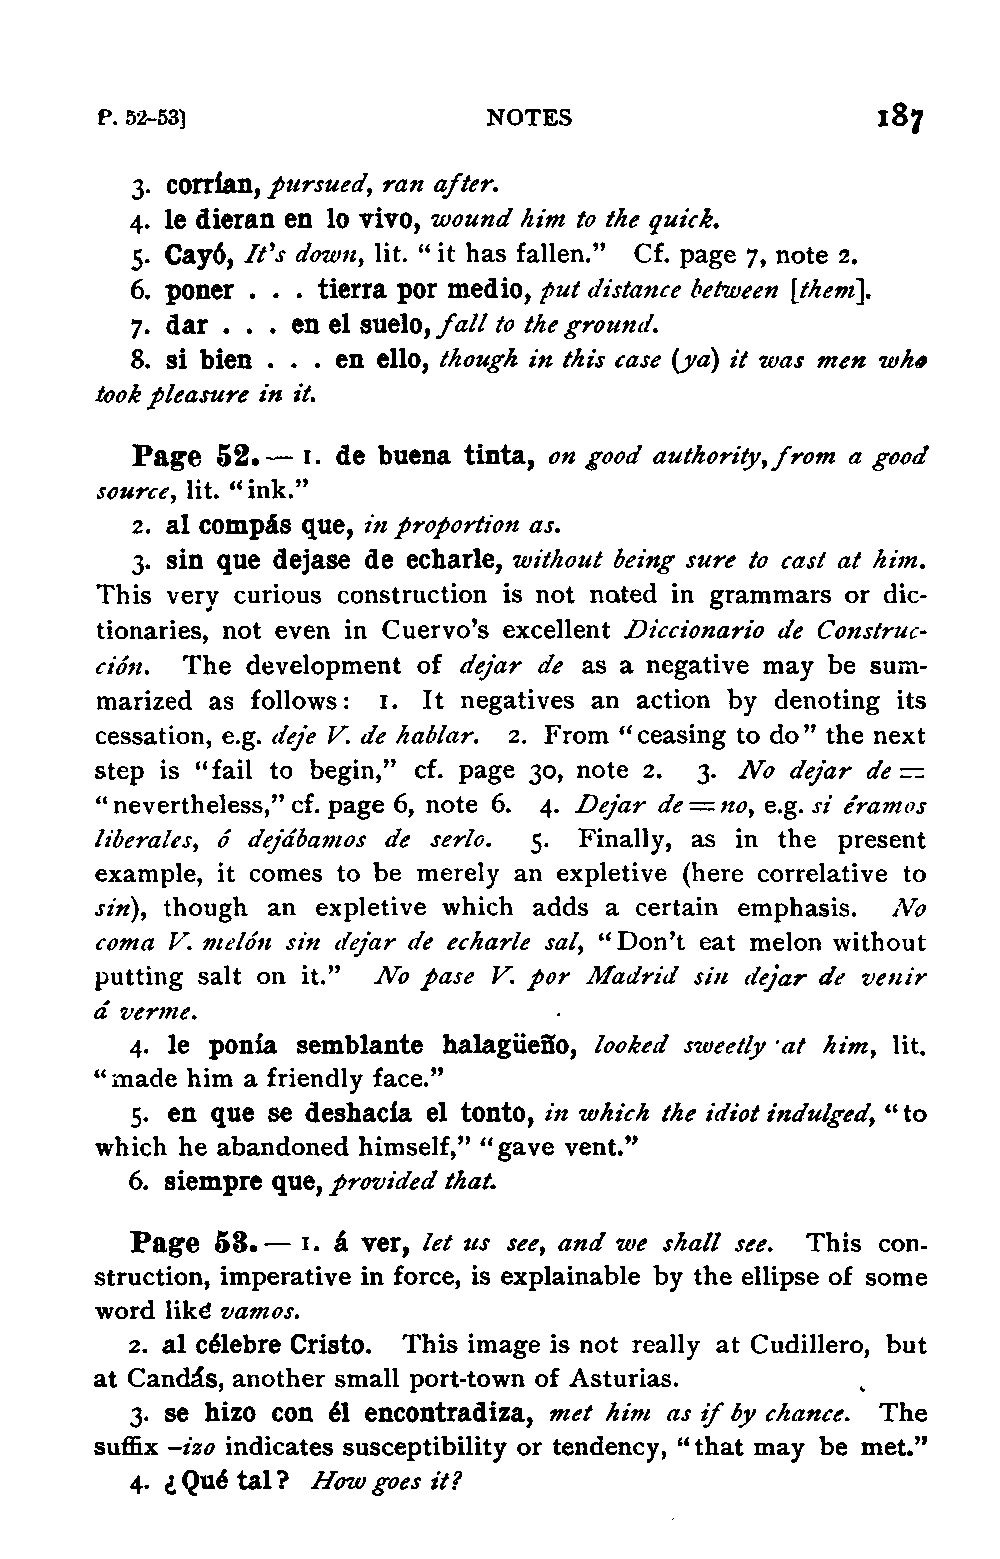 P. 52–53] NOTES 187
3. corrían, pursued, ran after.
4. le dieran en lo vivo, wound him to the quick.
5. Cayó, It's down, lit. “it has fallen.” Cf. page 7, note 2.
6. poner . . . tierra por medio, put distance between [them].
7. dar . . . en el suelo, fall to the ground.
8. si bien . . . en ello, though in this case (ya) it was men who
took pleasure in it.
Page 52.— 1. de buena tinta, on good authority, from a good
source, lit. “ink.”
2. al compás que, in proportion as.
3. sin que dejase de echarle, without being sure to cast at him.
This very curious construction is not noted in grammars or dic-
tionaries, not even in Cuervo's excellent Diccionario de Construc-
ción. The development of dejar de as a negative may be sum-
marized as follows: 1. It negatives an action by denoting its
cessation, e.g. deje V. de hablar. 2. From “ceasing to do” the next
step is “fail to begin,” cf. page 30, note 2. 3. No dejar de =
“nevertheless,” cf. page 6, note 6. 4. Dejar de = no, e.g. si éramos
liberales, ó dejábamos de serlo. 5. Finally, as in the present
example, it comes to be merely an expletive (here correlative to
sin), though an expletive which adds a certain emphasis. No
coma V. melón sin dejar de echarle sal, “Don't eat melon without
putting salt on it.” No pase V. por Madrid sin dejar de venir
á verme.
4. le ponía semblante halagüeño, looked sweetly at him, lit.
“made him a friendly face.”
5. en que se deshacía el tonto, in which the idiot indulged, “to
which he abandoned himself,” “gave vent.”
6. siempre que, provided that.
Page 53.— 1. á ver, let us see, and we shall see. This con-
struction, imperative in force, is explainable by the ellipse of some
word like vamos.
2. al célebre Cristo. This image is not really at Cudillero, but
at Candás, another small port-town of Asturias.
3. se hizo con él encontradiza, met him as if by chance. The
suffix –izo indicates susceptibility or tendency, “that may be met.”
4. ¿Qué tal? How goes it?